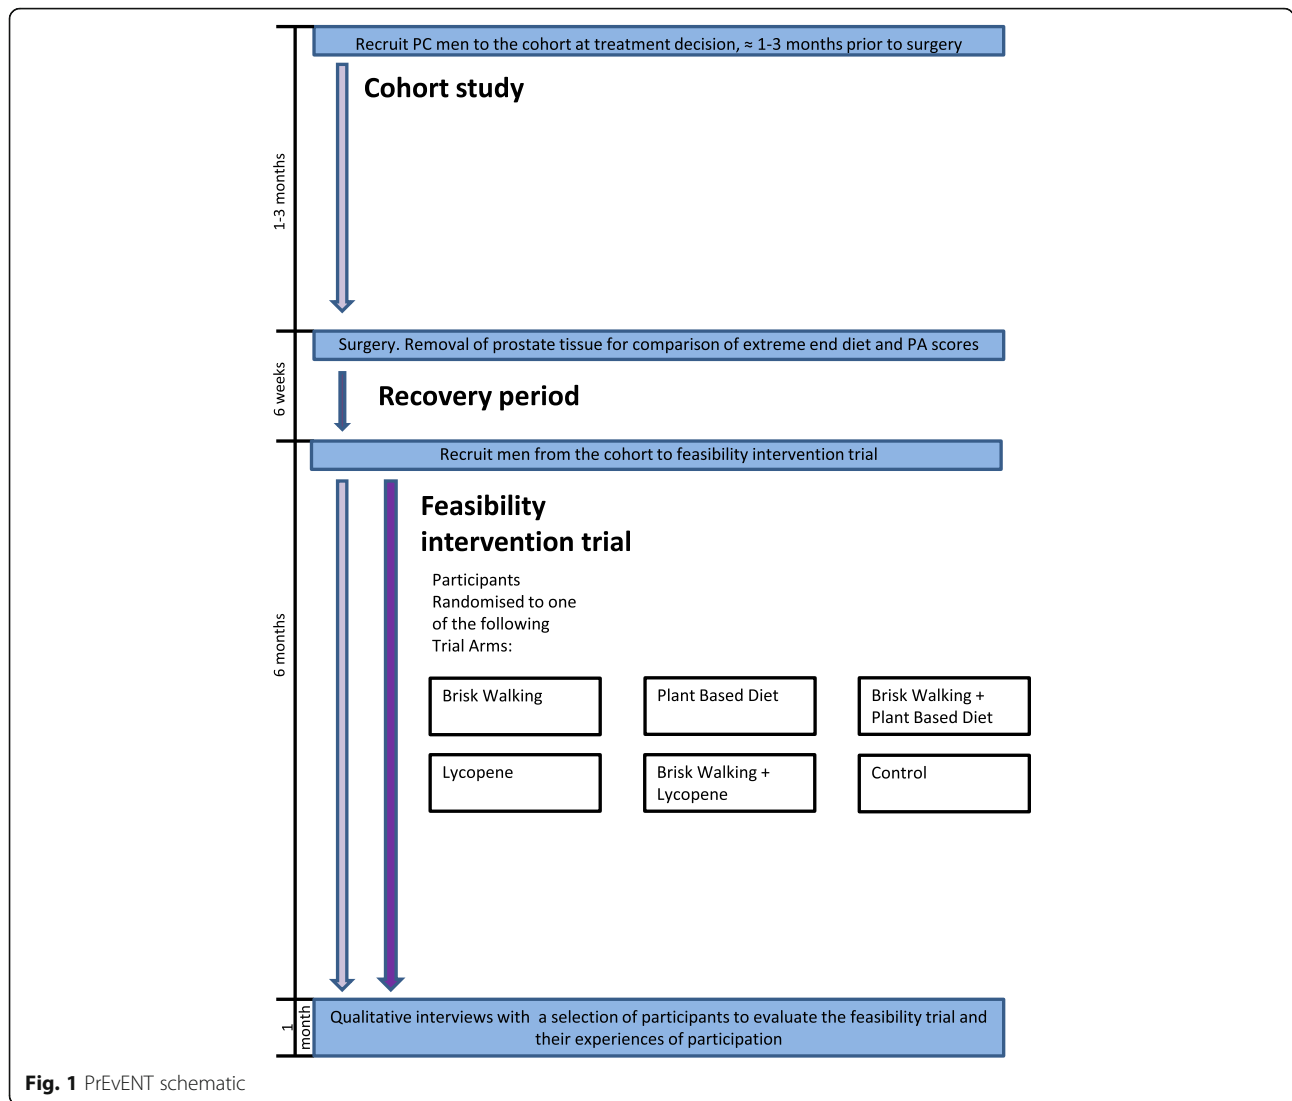 Recruit PC men to the cohort at treatment decision, ≈ 1-3 months prior to surgery
Cohort study
1-3 months
Surgery. Removal of prostate tissue for comparison of extreme end diet and PA scores
6 weeks
Recovery period
Recruit men from the cohort to feasibility intervention trial
Feasibility
intervention trial
Participants
Randomised to one
of the following
Trial Arms:
6 months
Brisk Walking
Plant Based Diet
Brisk Walking +
Plant Based Diet
Lycopene
Brisk Walking +
Lycopene
Control
1
month
Qualitative interviews with a selection of participants to evaluate the feasibility trial and
their experiences of participation
Fig. 1 PrEvENT schematic